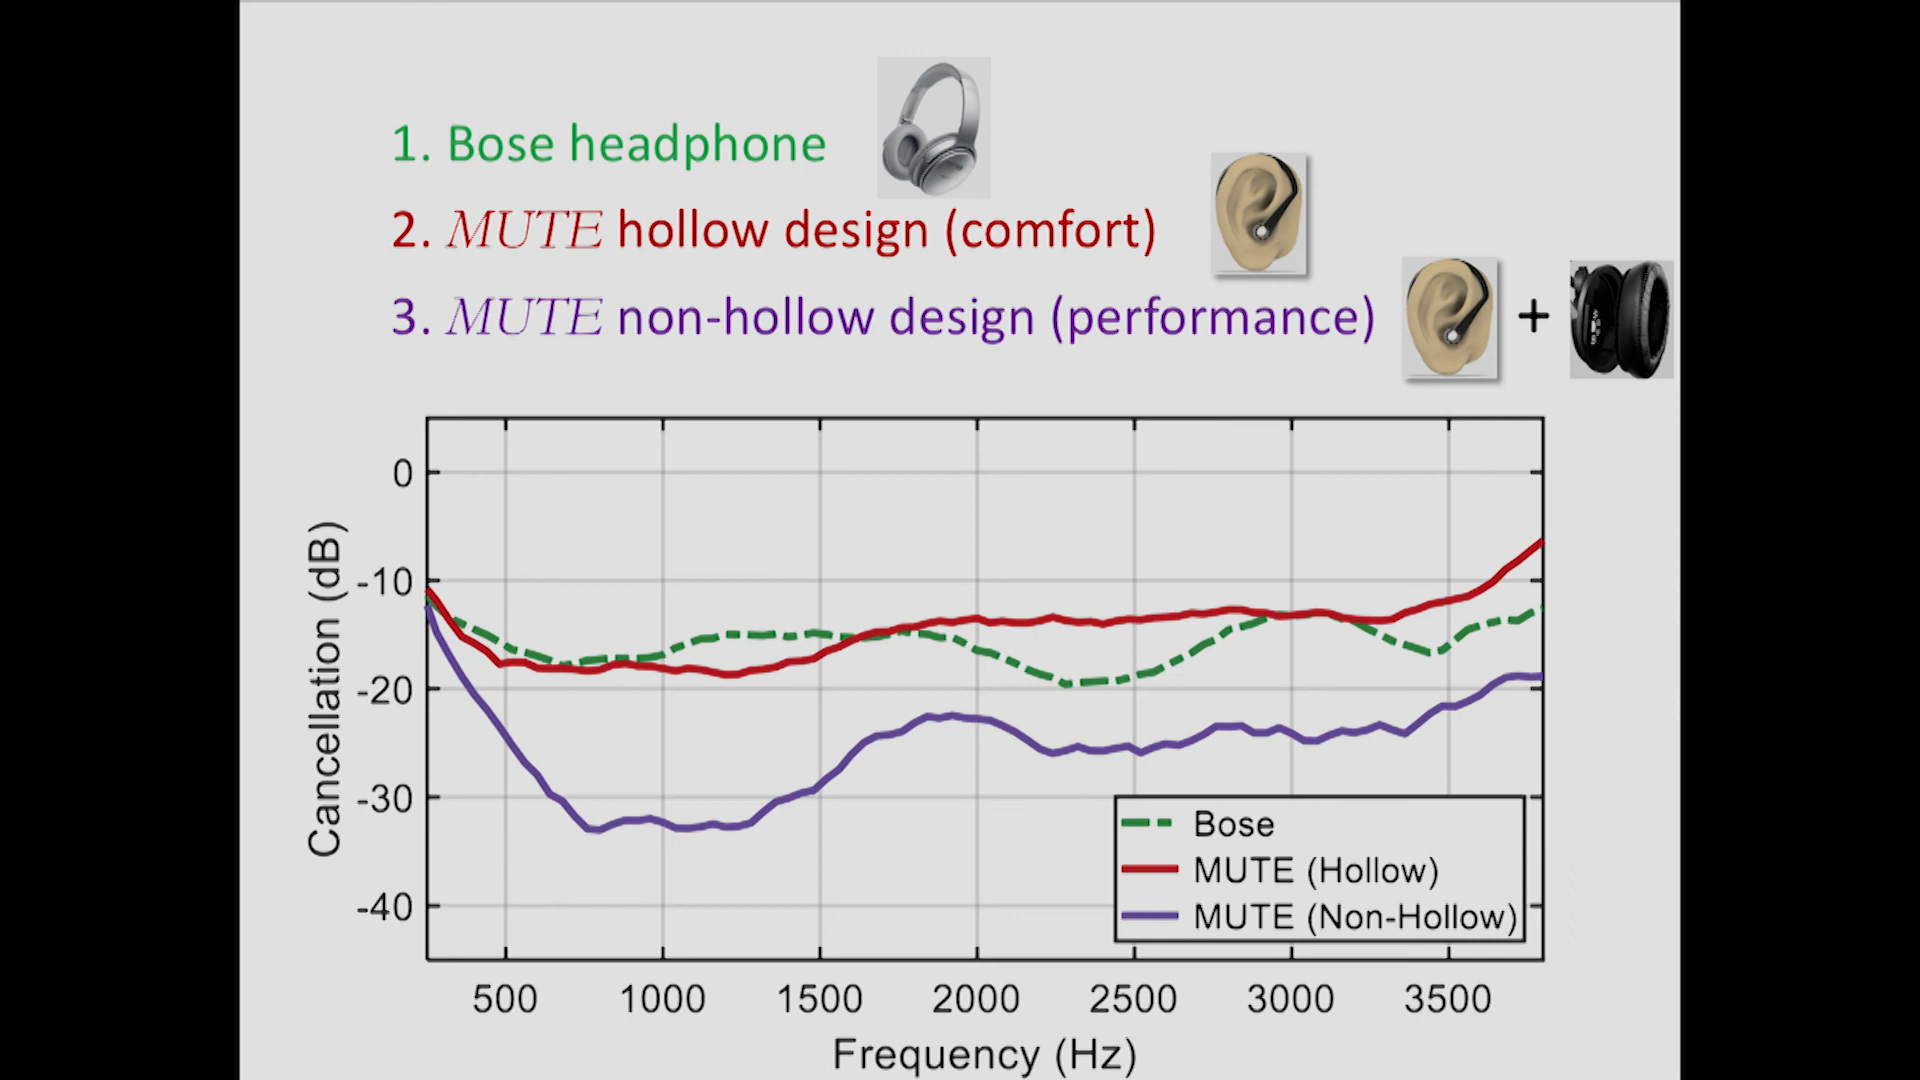 1. Bose headphone
2. MUTE hollow design (comfort)
3. MUTE non-hollow design (performance)
+
0
-10
-20
-30
-40
Cancellation (dB)
Bose
MUTE (Hollow)
MUTE (Non-Hollow)
500 1000 1500 2000 2500 3000 3500
Frequency (Hz)